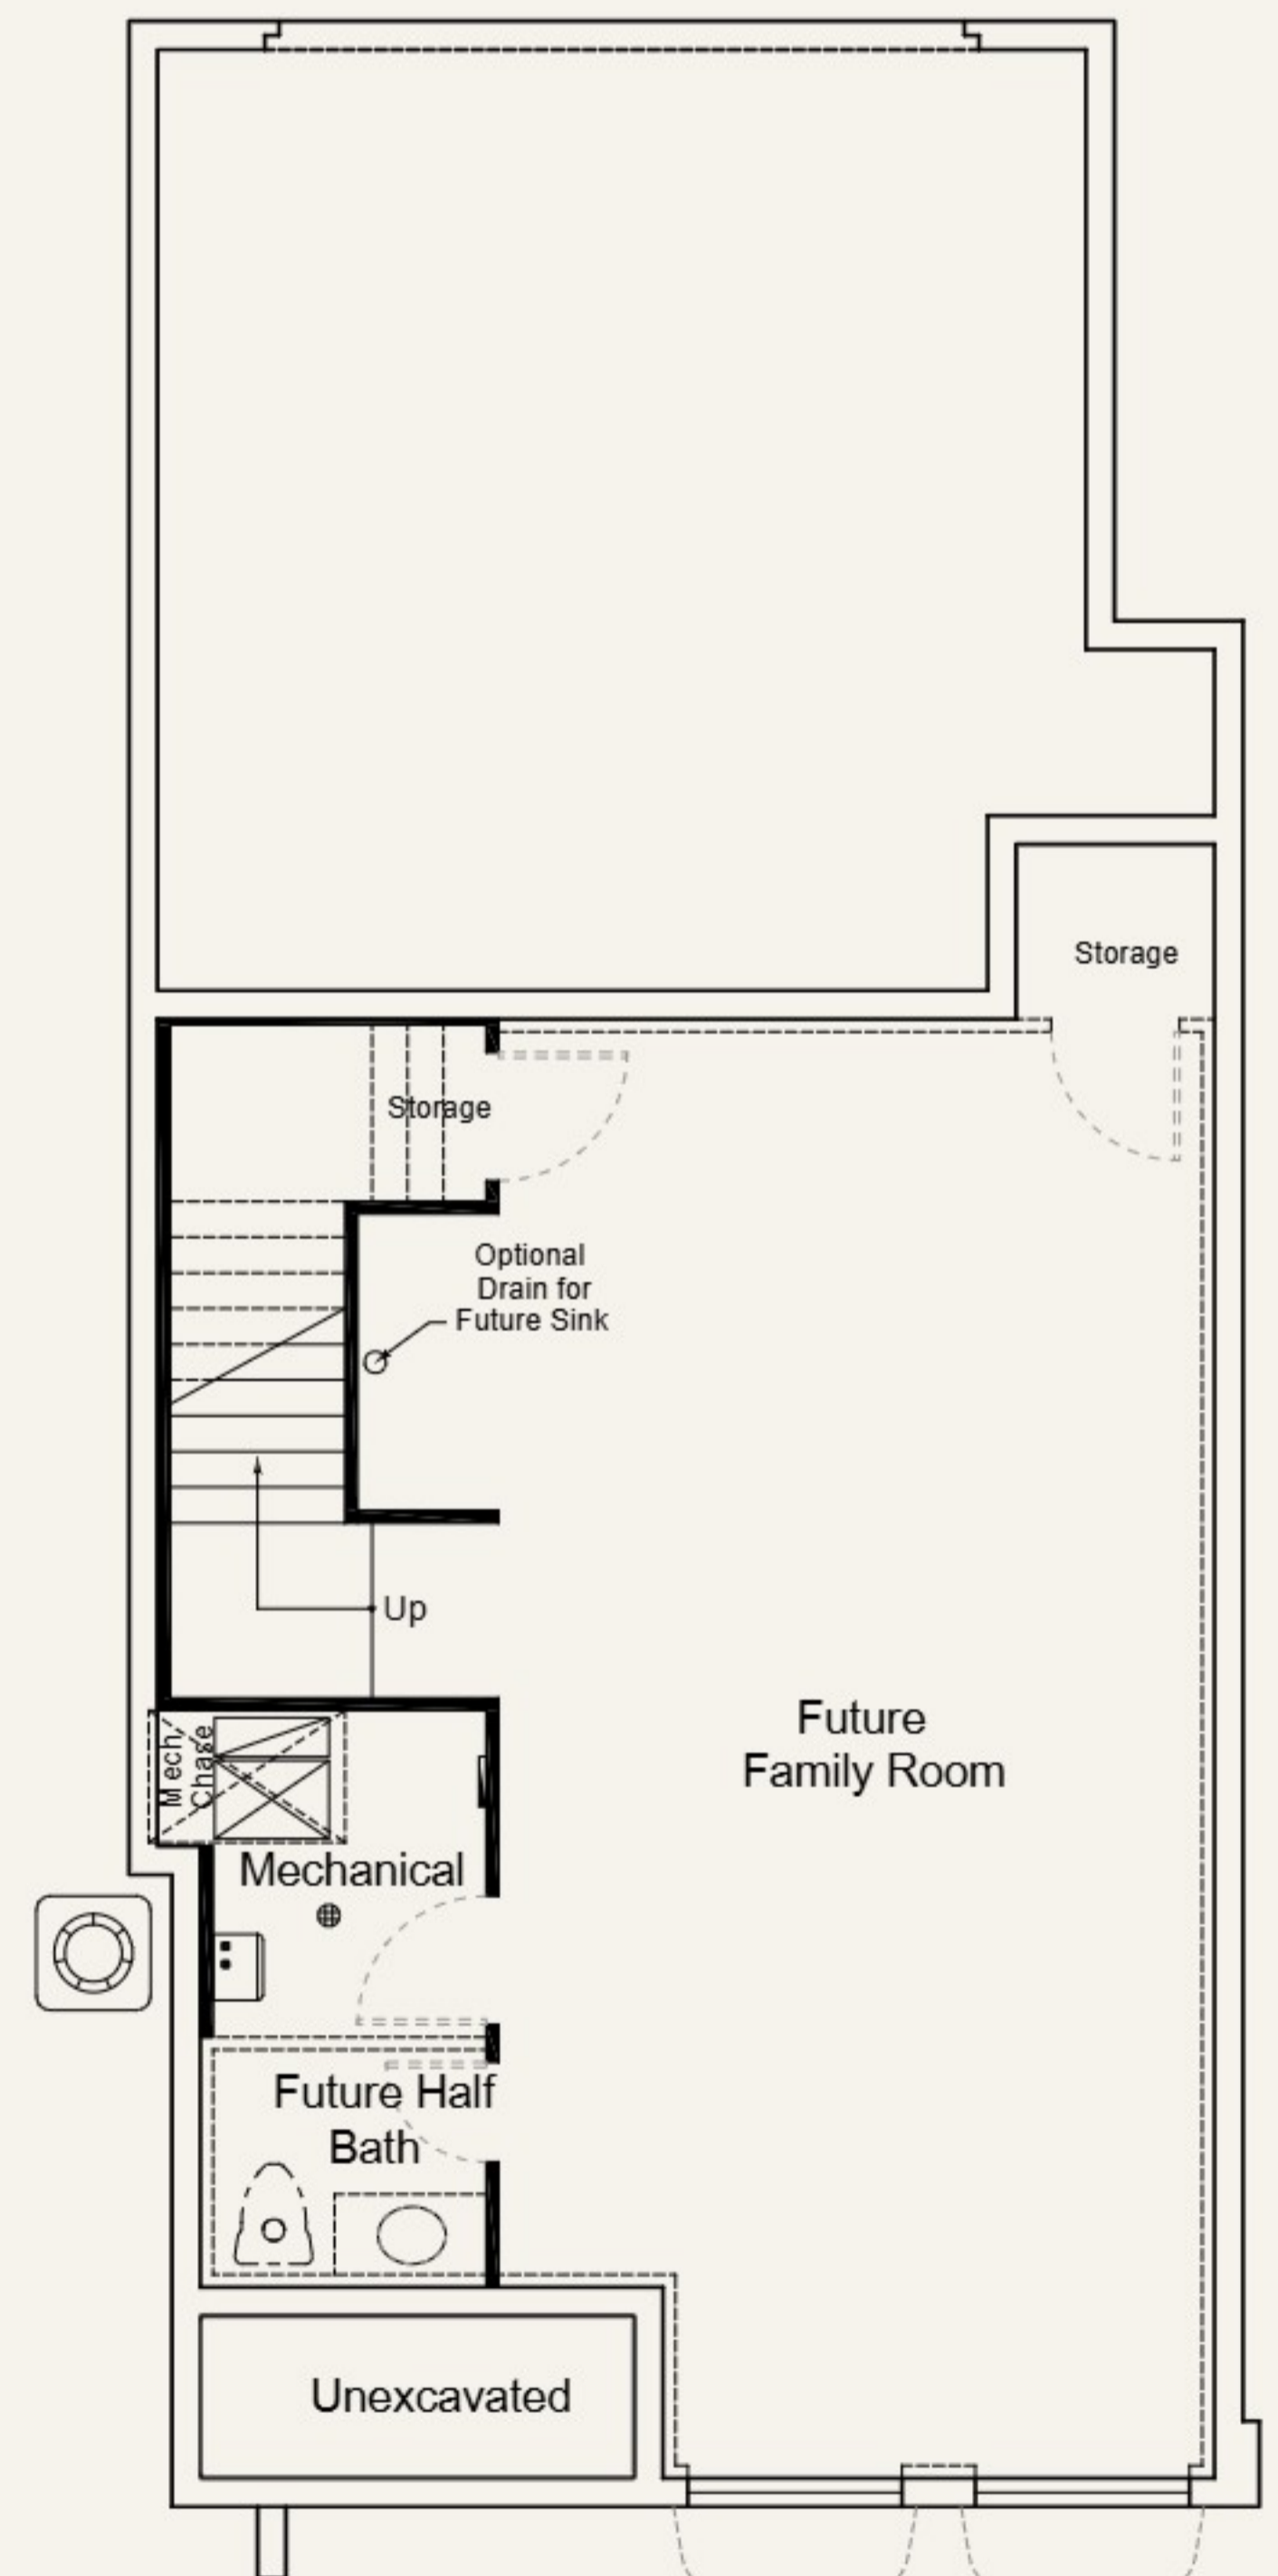 Storage
Storage
Optional
Drain for
Future Sink
Up
Future
Family Room
Mech
Chase
Mechanical
Future Half
Bath
Unexcavated